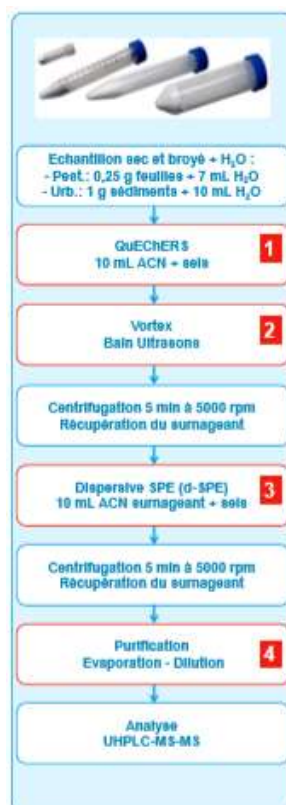 Echantillon sec et broyé + H₂O :
- Pest.: 0,25 g feuilles + 7 mL H₂O
- Urb.: 1 g sédiments + 10 mL H₂O
QuEChERS
10 mL ACN + sels
1
Vortex
Bain Ultrasons
2
Centrifugation 5 min à 5000 rpm
Récupération du surnageant
Dispersive SPE (d-SPE)
10 mL ACN surnageant + sels
3
Centrifugation 5 min à 5000 rpm
Récupération du surnageant
Purification
Evaporation - Dilution
4
Analyse
UHPLC-MS-MS